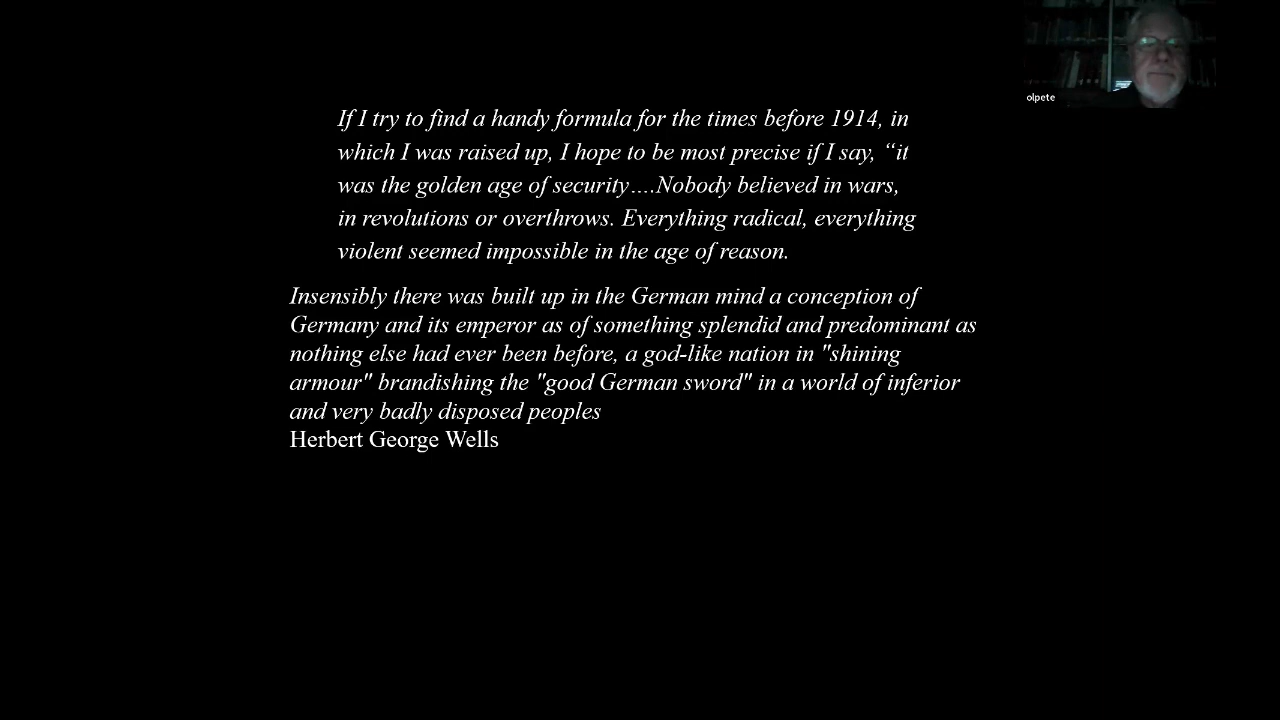 olpete
If I try to find a handy formula for the times before 1914, in
which I was raised up, I hope to be most precise if I say, “it
was the golden age of security….Nobody believed in wars,
in revolutions or overthrows. Everything radical, everything
violent seemed impossible in the age of reason.
Insensibly there was built up in the German mind a conception of
Germany and its emperor as of something splendid and predominant as
nothing else had ever been before, a god-like nation in "shining
armour" brandishing the "good German sword" in a world of inferior
and very badly disposed peoples
Herbert George Wells